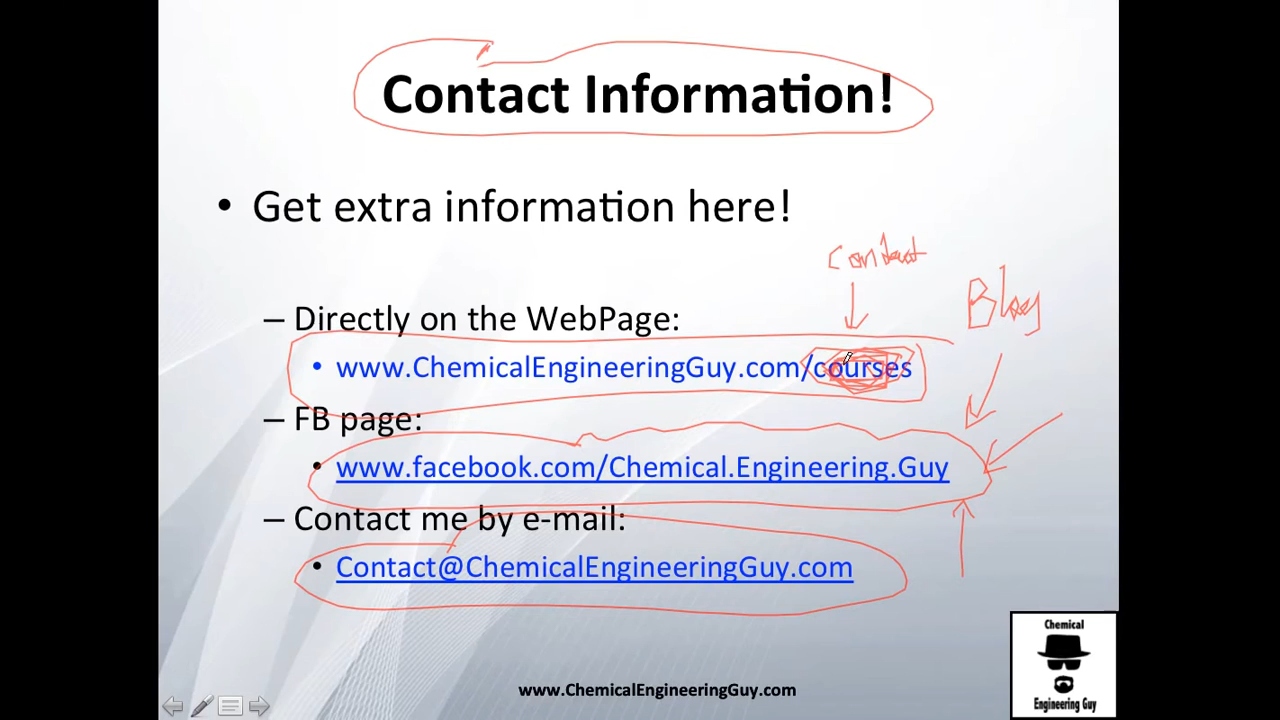 Contact Information!
• Get extra information here!
Contact
Blog
– Directly on the WebPage:
• www.ChemicalEngineeringGuy.com/courses
– FB page:
• www.facebook.com/Chemical.Engineering.Guy
– Contact me by e-mail:
• Contact@ChemicalEngineeringGuy.com
www.ChemicalEngineeringGuy.com
Chemical
Engineering Guy